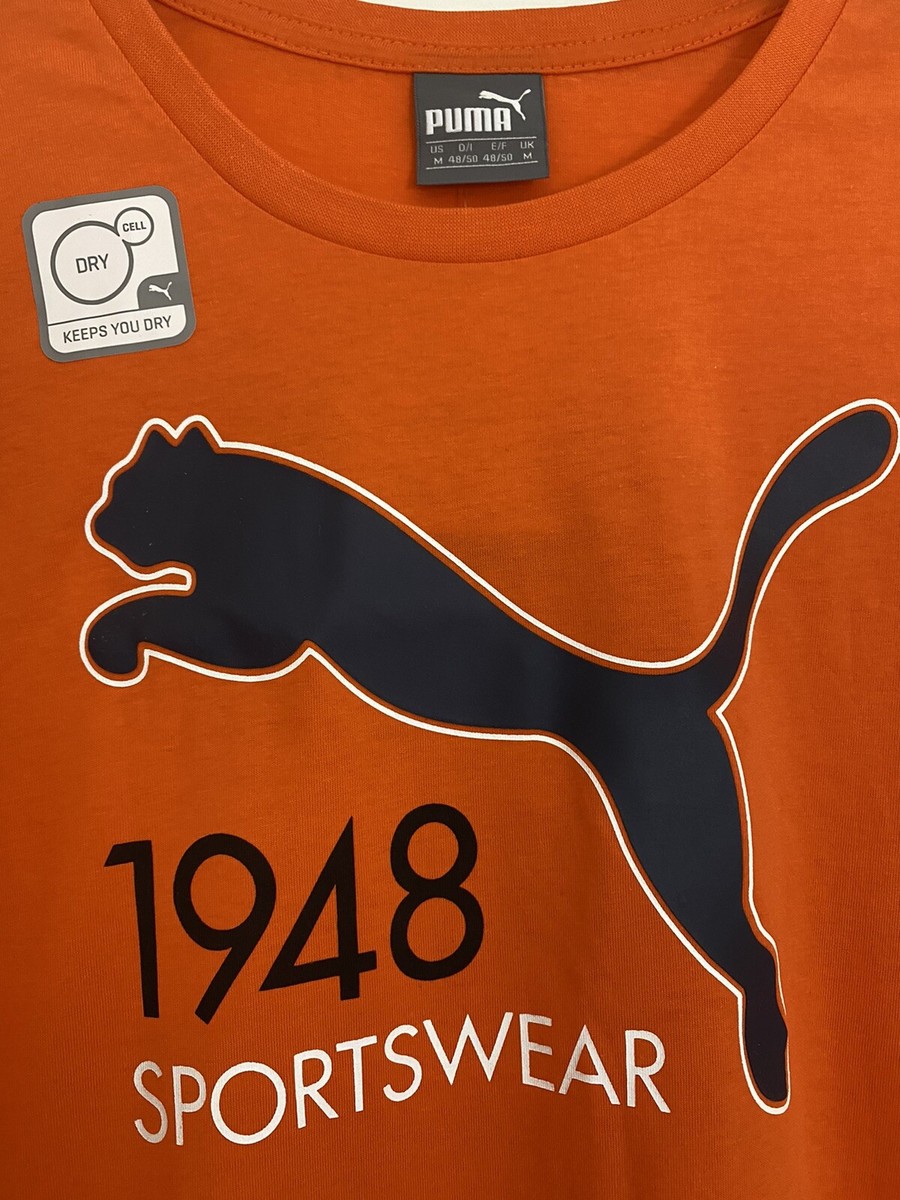 PUMA
US D/I E/F UK
M 48/50 48/50 M
CELL
DRY
KEEPS YOU DRY
1948
SPORTSWEAR